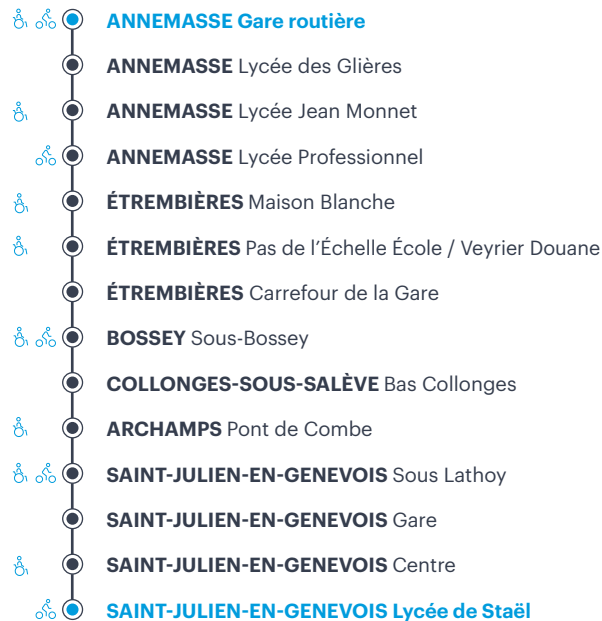 ANNEMASSE Gare routière
ANNEMASSE Lycée des Glières
ANNEMASSE Lycée Jean Monnet
ANNEMASSE Lycée Professionnel
ÉTREMBIÈRES Maison Blanche
ÉTREMBIÈRES Pas de l’Échelle École / Veyrier Douane
ÉTREMBIÈRES Carrefour de la Gare
BOSSEY Sous-Bossey
COLLONGES-SOUS-SALÈVE Bas Collonges
ARCHAMPS Pont de Combe
SAINT-JULIEN-EN-GENEVOIS Sous Lathoy
SAINT-JULIEN-EN-GENEVOIS Gare
SAINT-JULIEN-EN-GENEVOIS Centre
SAINT-JULIEN-EN-GENEVOIS Lycée de Staël